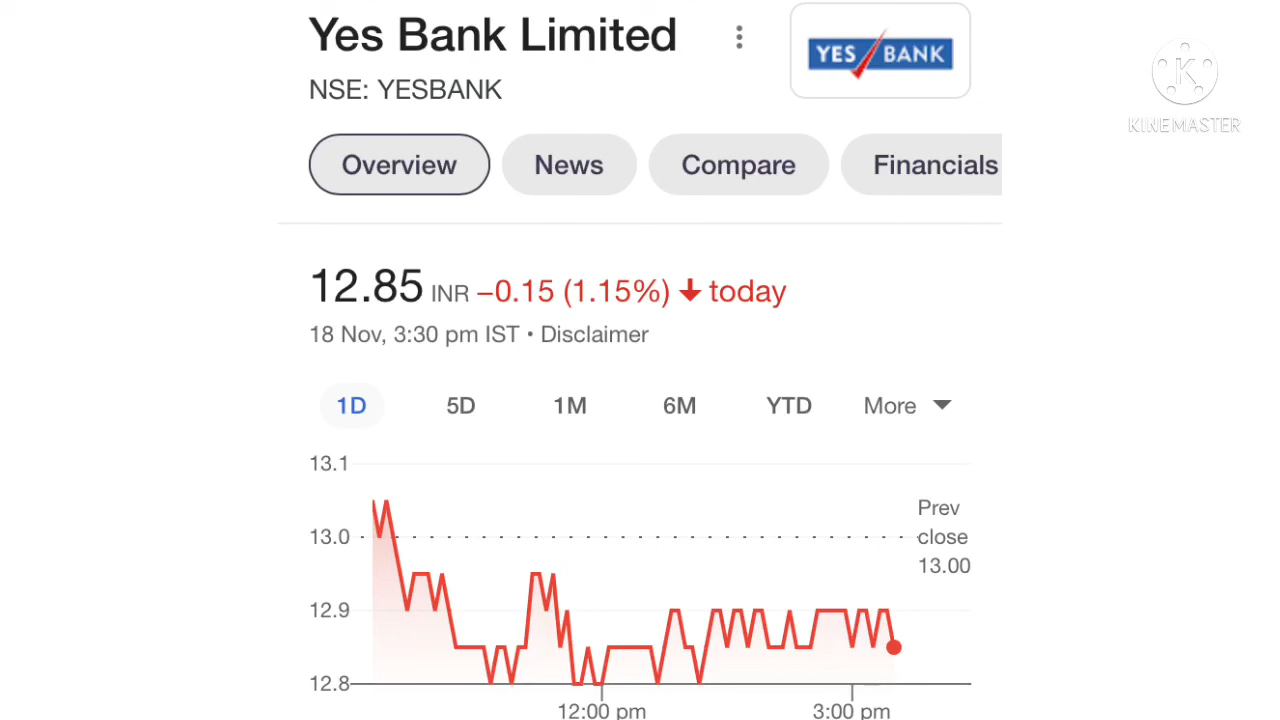 Yes Bank Limited
YES BANK
NSE: YESBANK
KINEMASTER
Overview
News
Compare
Financials
12.85 INR −0.15 (1.15%) ↓ today
18 Nov, 3:30 pm IST • Disclaimer
1D
5D
1M
6M
YTD
More
13.1
Prev
close
13.00
13.0
12.9
12.8
12:00 pm
3:00 pm